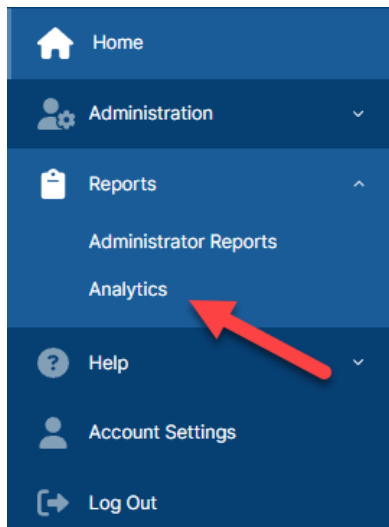 Home
Administration
Reports
Administrator Reports
Analytics
Help
Account Settings
Log Out